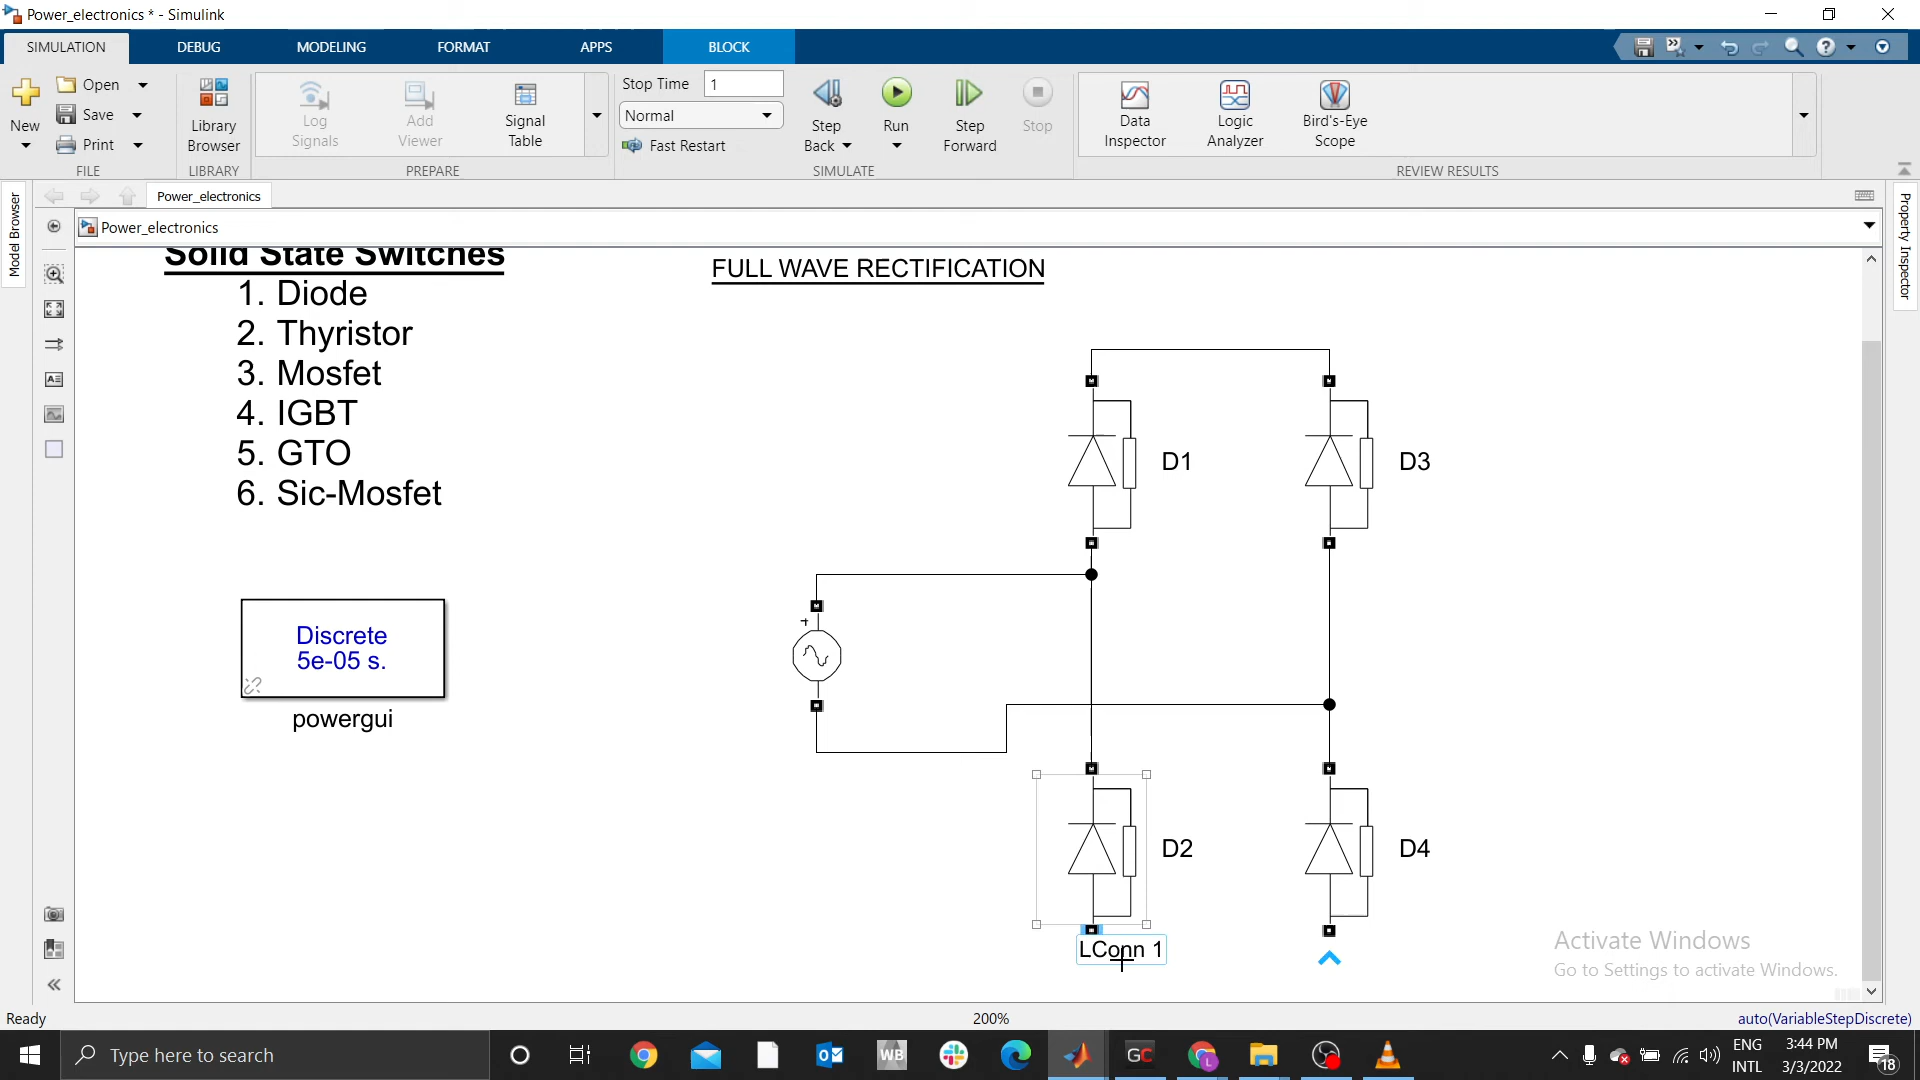 Power_electronics * - Simulink
SIMULATION
DEBUG
MODELING
FORMAT
APPS
BLOCK
New
Open
Save
Print
FILE
Library Browser
LIBRARY
Log Signals
Add Viewer
Signal Table
PREPARE
Stop Time 1
Normal
Fast Restart
Step Back
Run
Step Forward
Stop
SIMULATE
Data Inspector
Logic Analyzer
Bird's-Eye Scope
REVIEW RESULTS
Model Browser
Power_electronics
Power_electronics
Property Inspector
Solid State Switches
1. Diode
2. Thyristor
3. Mosfet
4. IGBT
5. GTO
6. Sic-Mosfet
FULL WAVE RECTIFICATION
D1
D3
+
Discrete
5e-05 s.
powergui
D2
D4
LConn 1
Activate Windows
Go to Settings to activate Windows.
Ready
200%
auto(VariableStepDiscrete)
Type here to search
WB
GC
L
ENG
INTL
3:44 PM
3/3/2022
18